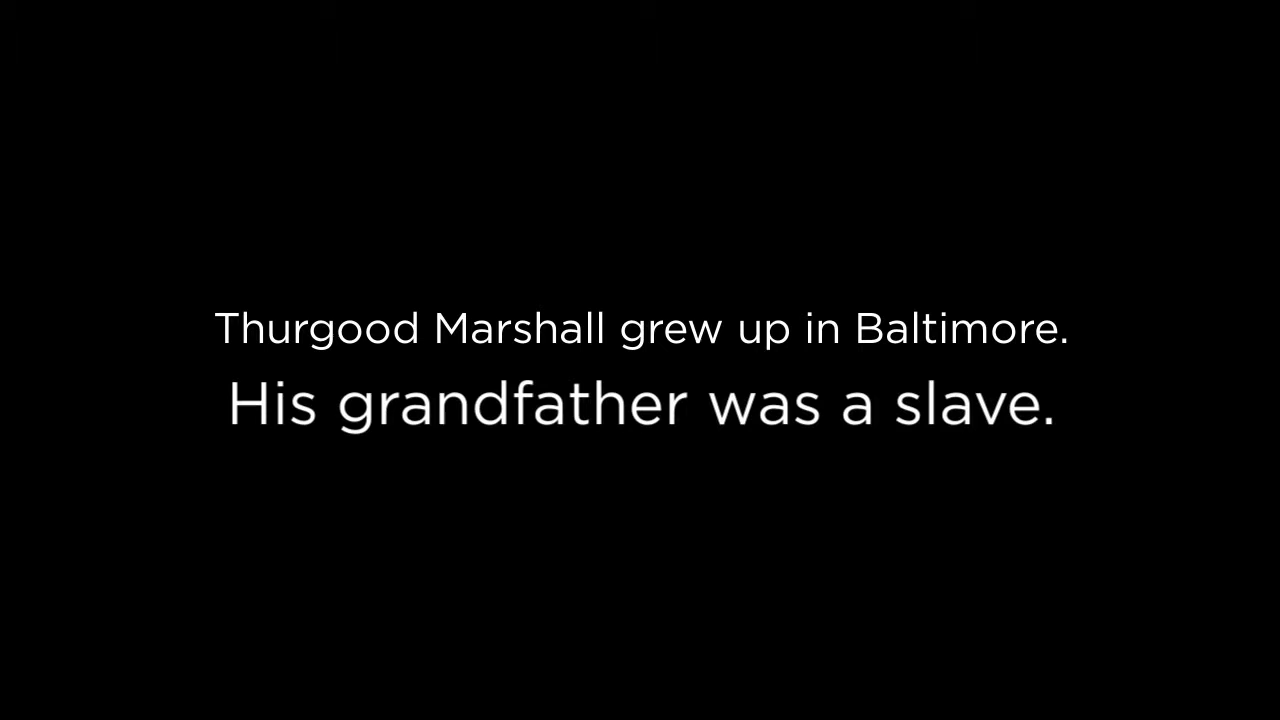 Thurgood Marshall grew up in Baltimore.
His grandfather was a slave.